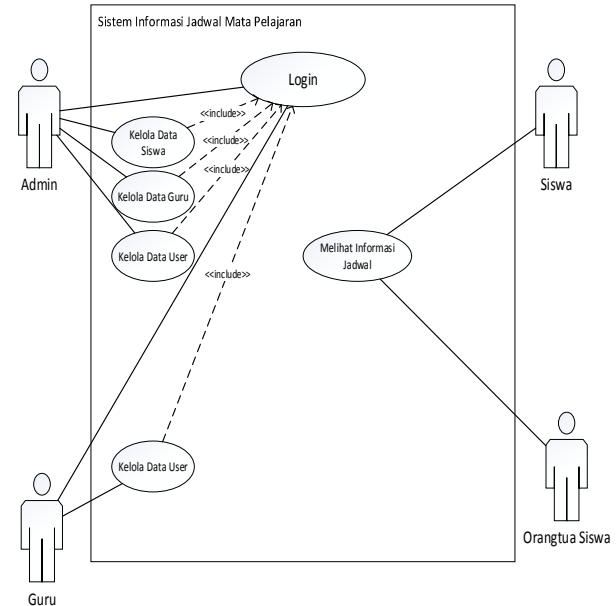 Sistem Informasi Jadwal Mata Pelajaran
Login
<<include>>
Kelola Data
Siswa
<<include>>
<<include>>
Kelola Data Guru
Kelola Data User
<<include>>
Admin
Siswa
Melihat Informasi
Jadwal
Kelola Data User
Guru
Orangtua Siswa